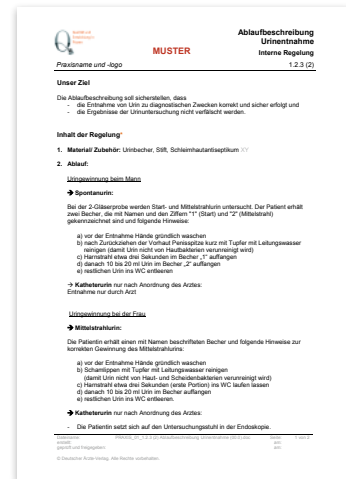 Ablaufbeschreibung
Urinentnahme
MUSTER
Interne Regelung
Praxisname und -logo
1.2.3 (2)
Unser Ziel
Die Ablaufbeschreibung soll sicherstellen, dass
- die Entnahme von Urin zu diagnostischen Zwecken korrekt und sicher erfolgt und
- die Ergebnisse der Urinuntersuchung nicht verfälscht werden.
Inhalt der Regelung*
1. Material/ Zubehör: Urinbecher, Stift, Schleimhautantiseptikum XY
2. Ablauf:
Uringewinnung beim Mann
➔ Spontanurin:
Bei der 2-Gläserprobe werden Start- und Mittelstrahlurin untersucht. Der Patient erhält
zwei Becher, die mit Namen und den Ziffern "1" (Start) und "2" (Mittelstrahl)
gekennzeichnet sind und folgende Hinweise:
a) vor der Entnahme Hände gründlich waschen
b) nach Zurückziehen der Vorhaut Penisspitze kurz mit Tupfer mit Leitungswasser
reinigen (damit Urin nicht von Hautbakterien verunreinigt wird)
c) Harnstrahl etwa drei Sekunden im Becher „1“ auffangen
d) danach 10 bis 20 ml Urin im Becher „2“ auffangen
e) restlichen Urin ins WC entleeren
→ Katheterurin nur nach Anordnung des Arztes:
Entnahme nur durch Arzt
Uringewinnung bei der Frau
➔ Mittelstrahlurin:
Die Patientin erhält einen mit Namen beschrifteten Becher und folgende Hinweise zur
korrekten Gewinnung des Mittelstrahlurins:
a) vor der Entnahme Hände gründlich waschen
b) Schamlippen mit Tupfer mit Leitungswasser reinigen
(damit Urin nicht von Haut- und Scheidenbakterien verunreinigt wird)
c) Harnstrahl etwa drei Sekunden (erste Portion) ins WC laufen lassen
d) danach 10 bis 20 ml Urin im Becher auffangen
e) restlichen Urin ins WC entleeren.
➔ Katheterurin nur nach Anordnung des Arztes:
- Die Patientin setzt sich auf den Untersuchungsstuhl in der Endoskopie.
Dateiname
Seite
1 von 2
erstellt
am:
geprüft und freigegeben
am:
© Deutscher Ärzte-Verlag. Alle Rechte vorbehalten.